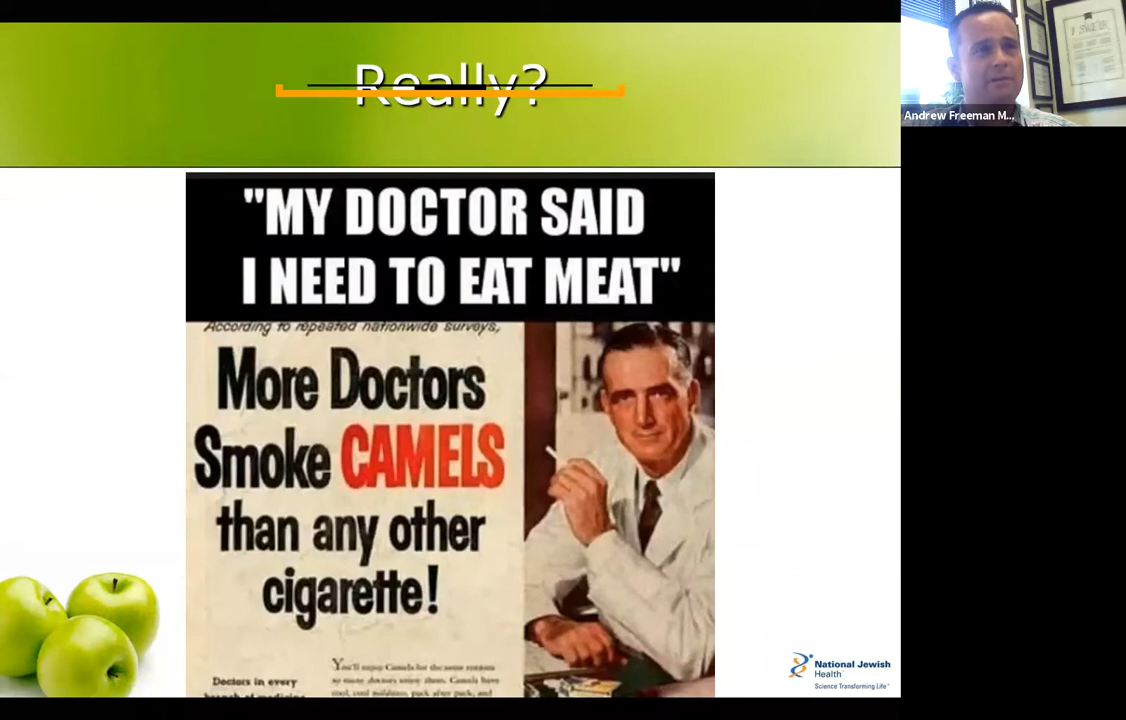 Really?
Andrew Freeman M...
"MY DOCTOR SAID
I NEED TO EAT MEAT"
According to repeated nationwide surveys,
More Doctors
Smoke CAMELS
than any other
cigarette!
You'll enjoy Camels for the same reasons
so many doctors enjoy them. Camels have
cool, cool mildness, pack after pack, and
Doctors in every
branch of medicine
National Jewish
Health
Science Transforming Life